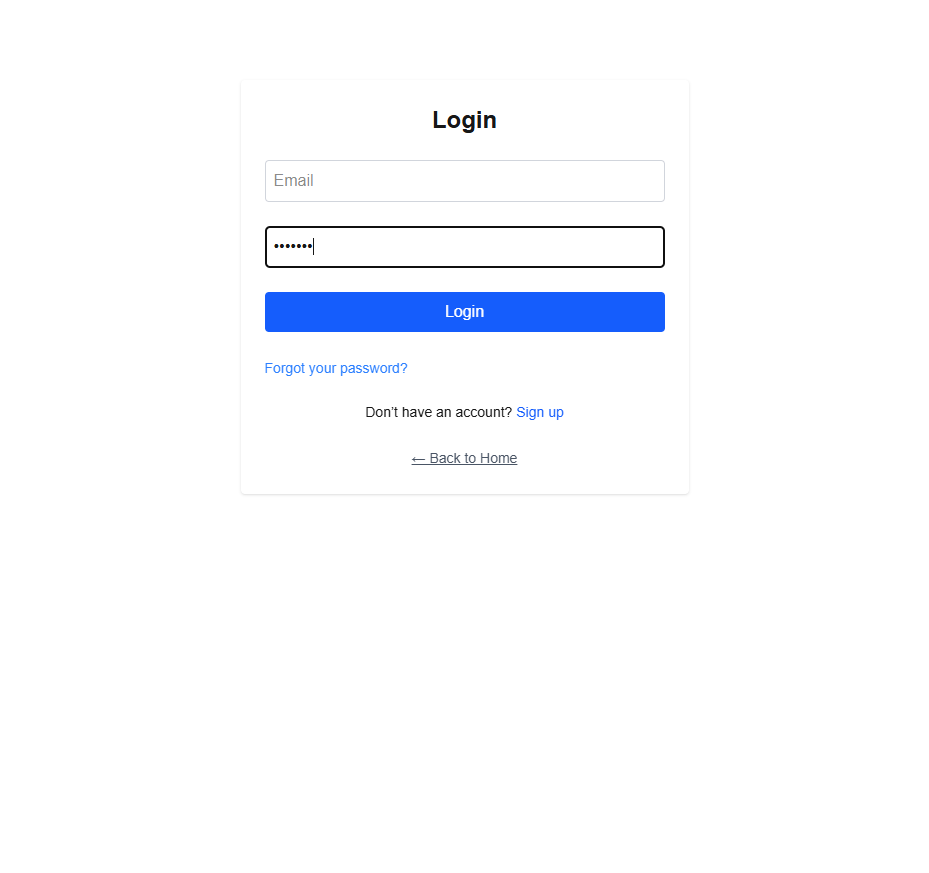 Login
Email
•••••••
Login
Forgot your password?
Don't have an account? Sign up
← Back to Home